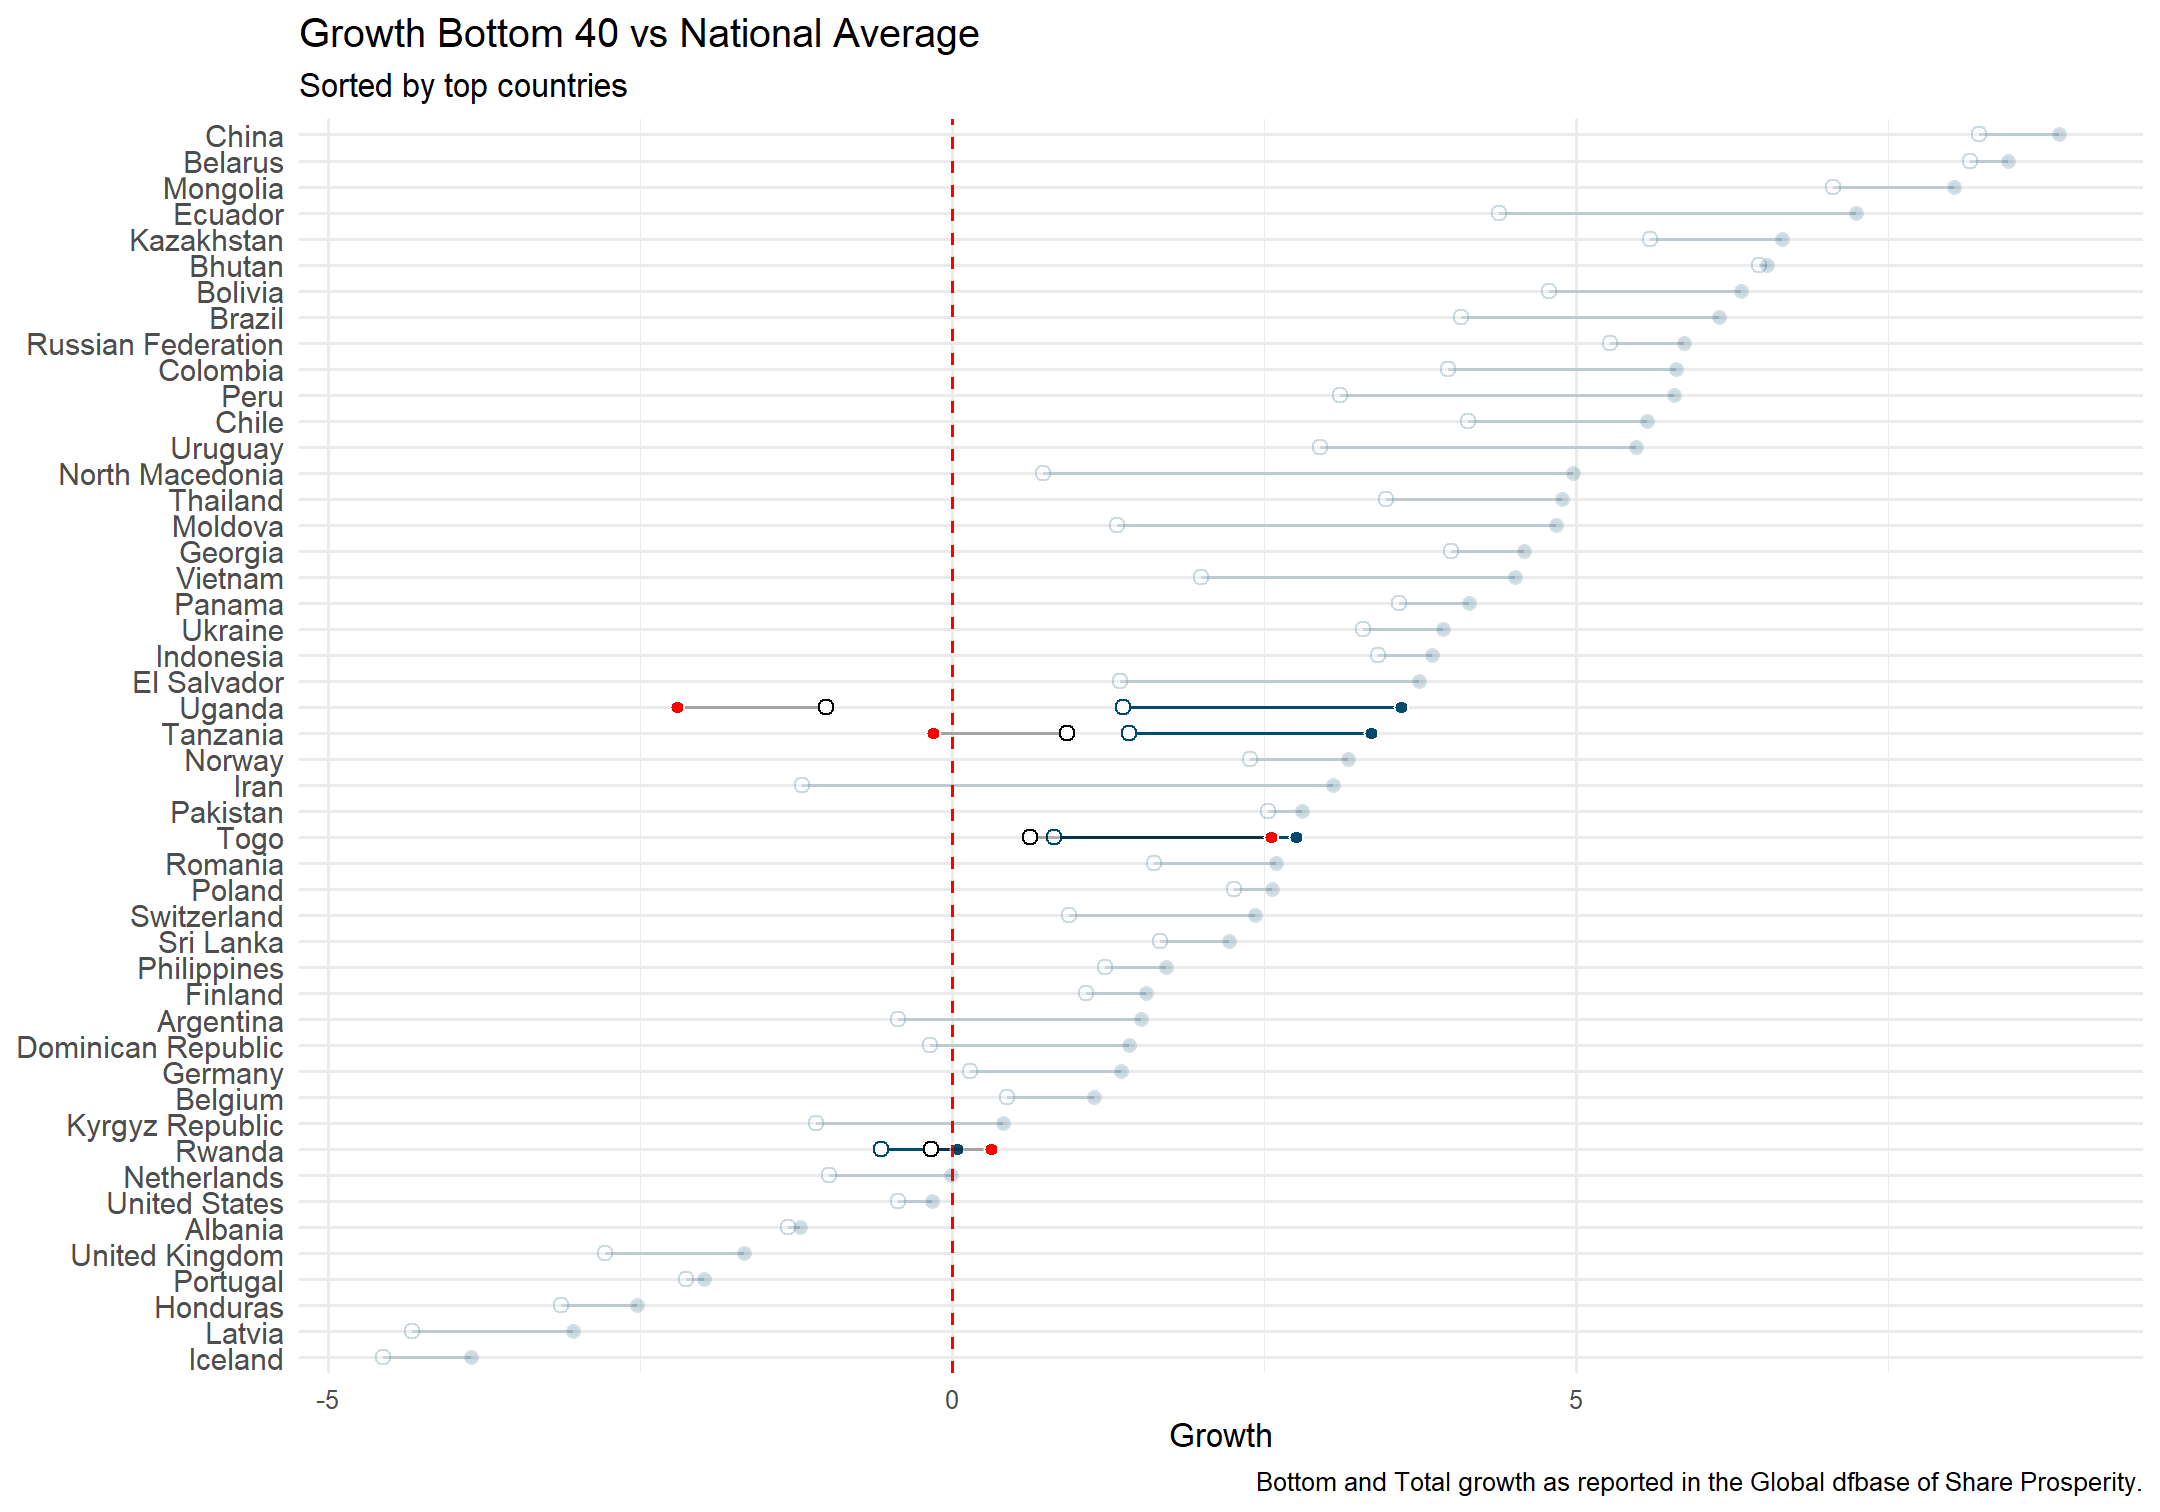 Growth Bottom 40 vs National Average
Sorted by top countries
China
Belarus
Mongolia
Ecuador
Kazakhstan
Bhutan
Bolivia
Brazil
Russian Federation
Colombia
Peru
Chile
Uruguay
North Macedonia
Thailand
Moldova
Georgia
Vietnam
Panama
Ukraine
Indonesia
El Salvador
Uganda
Tanzania
Norway
Iran
Pakistan
Togo
Romania
Poland
Switzerland
Sri Lanka
Philippines
Finland
Argentina
Dominican Republic
Germany
Belgium
Kyrgyz Republic
Rwanda
Netherlands
United States
Albania
United Kingdom
Portugal
Honduras
Latvia
Iceland
-5 0 5
Growth
Bottom and Total growth as reported in the Global dfbase of Share Prosperity.